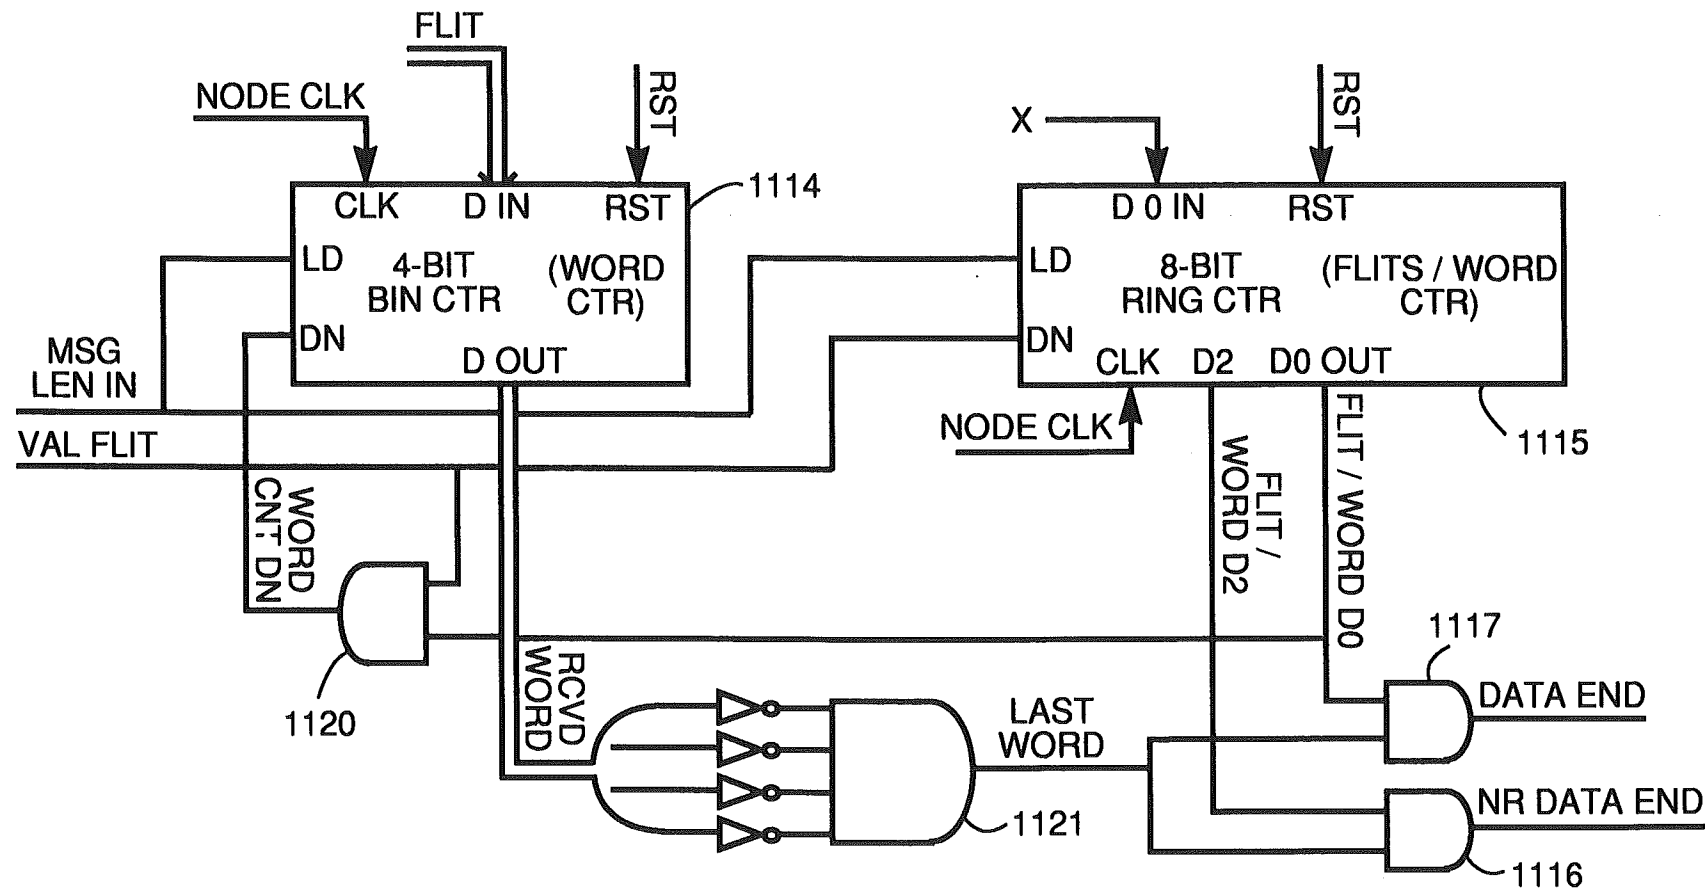 FLIT
NODE CLK
RST
X
RST
CLK
D IN
RST
1114
D 0 IN
RST
LD
4-BIT
BIN CTR
(WORD
CTR)
LD
8-BIT
RING CTR
(FLITS / WORD
CTR)
DN
D OUT
DN
CLK
D2
D0 OUT
MSG
LEN IN
VAL FLIT
NODE CLK
1115
WORD
CNT DN
FLIT /
WORD D2
FLIT / WORD D0
1120
RCVD
WORD
LAST
WORD
1121
1117
DATA END
NR DATA END
1116